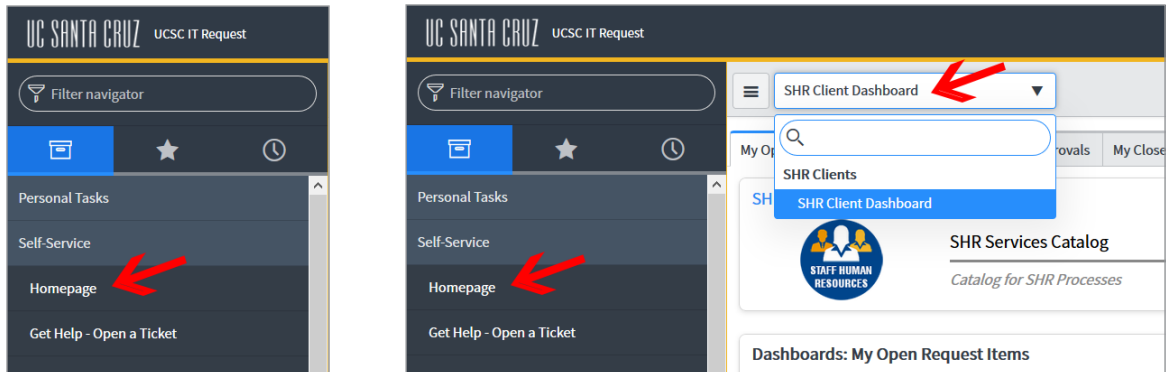 UC SANTA CRUZ UCSC IT Request
Filter navigator
Personal Tasks
Self-Service
Homepage
Get Help - Open a Ticket
UC SANTA CRUZ UCSC IT Request
Filter navigator
Personal Tasks
Self-Service
Homepage
Get Help - Open a Ticket
SHR Client Dashboard
My Op
rovals My Close
SHR Clients
SHR Client Dashboard
SH
STAFF HUMAN
RESOURCES
SHR Services Catalog
Catalog for SHR Processes
Dashboards: My Open Request Items